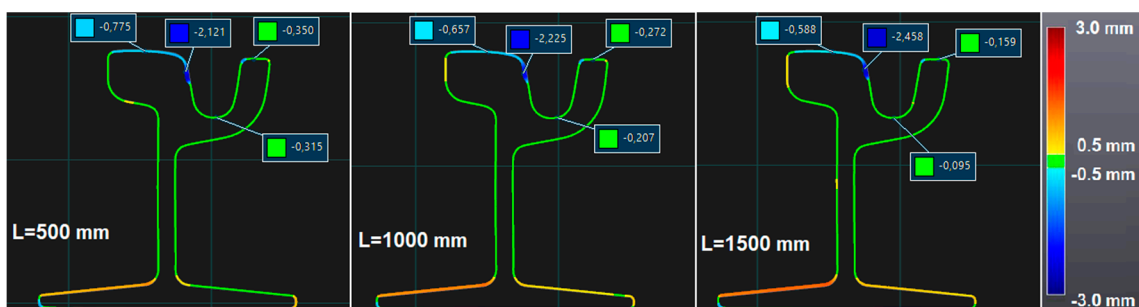 -0,775
-2,121
-0,350
-0,315
L=500 mm
-0,657
-2,225
-0,272
-0,207
L=1000 mm
-0,588
-2,458
-0,159
-0,095
L=1500 mm
3.0 mm
0.5 mm
-0.5 mm
-3.0 mm